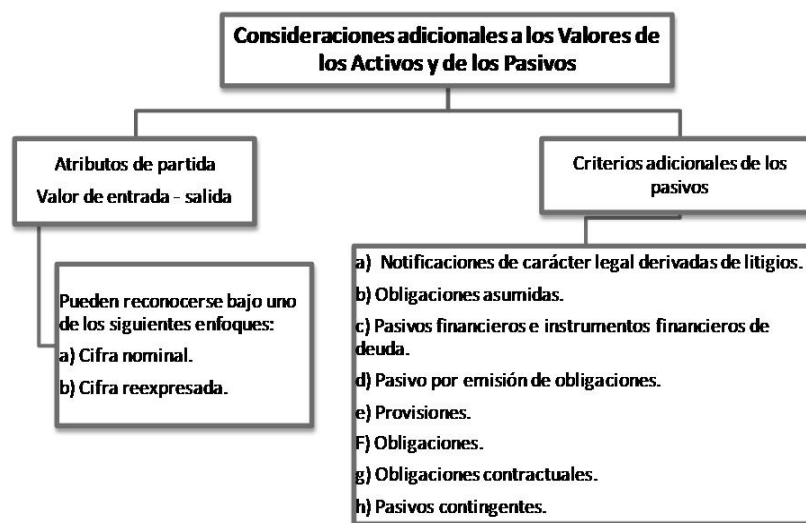 Consideraciones adicionales a los Valores de
los Activos y de los Pasivos
Atributos de partida
Valor de entrada - salida
Pueden reconocerse bajo uno
de los siguientes enfoques:
a) Cifra nominal.
b) Cifra reexpresada.
Criterios adicionales de los
pasivos
a) Notificaciones de carácter legal derivadas de litigios.
b) Obligaciones asumidas.
c) Pasivos financieros e instrumentos financieros de
deuda.
d) Pasivo por emisión de obligaciones.
e) Provisiones.
F) Obligaciones.
g) Obligaciones contractuales.
h) Pasivos contingentes.